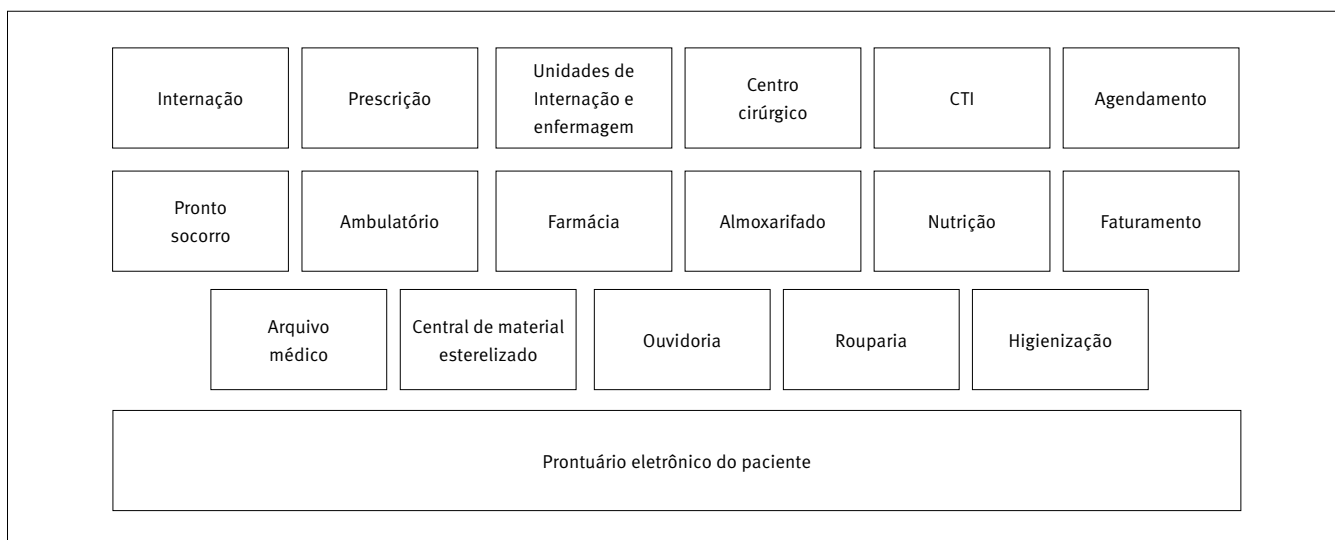 Internação
Prescrição
Unidades de
Internação e
enfermagem
Centro
cirúrgico
CTI
Agendamento
Pronto
socorro
Ambulatório
Farmácia
Almoxarifado
Nutrição
Faturamento
Arquivo
médico
Central de material
esterelizado
Ouvidoria
Rouparia
Higienização
Prontuário eletrônico do paciente